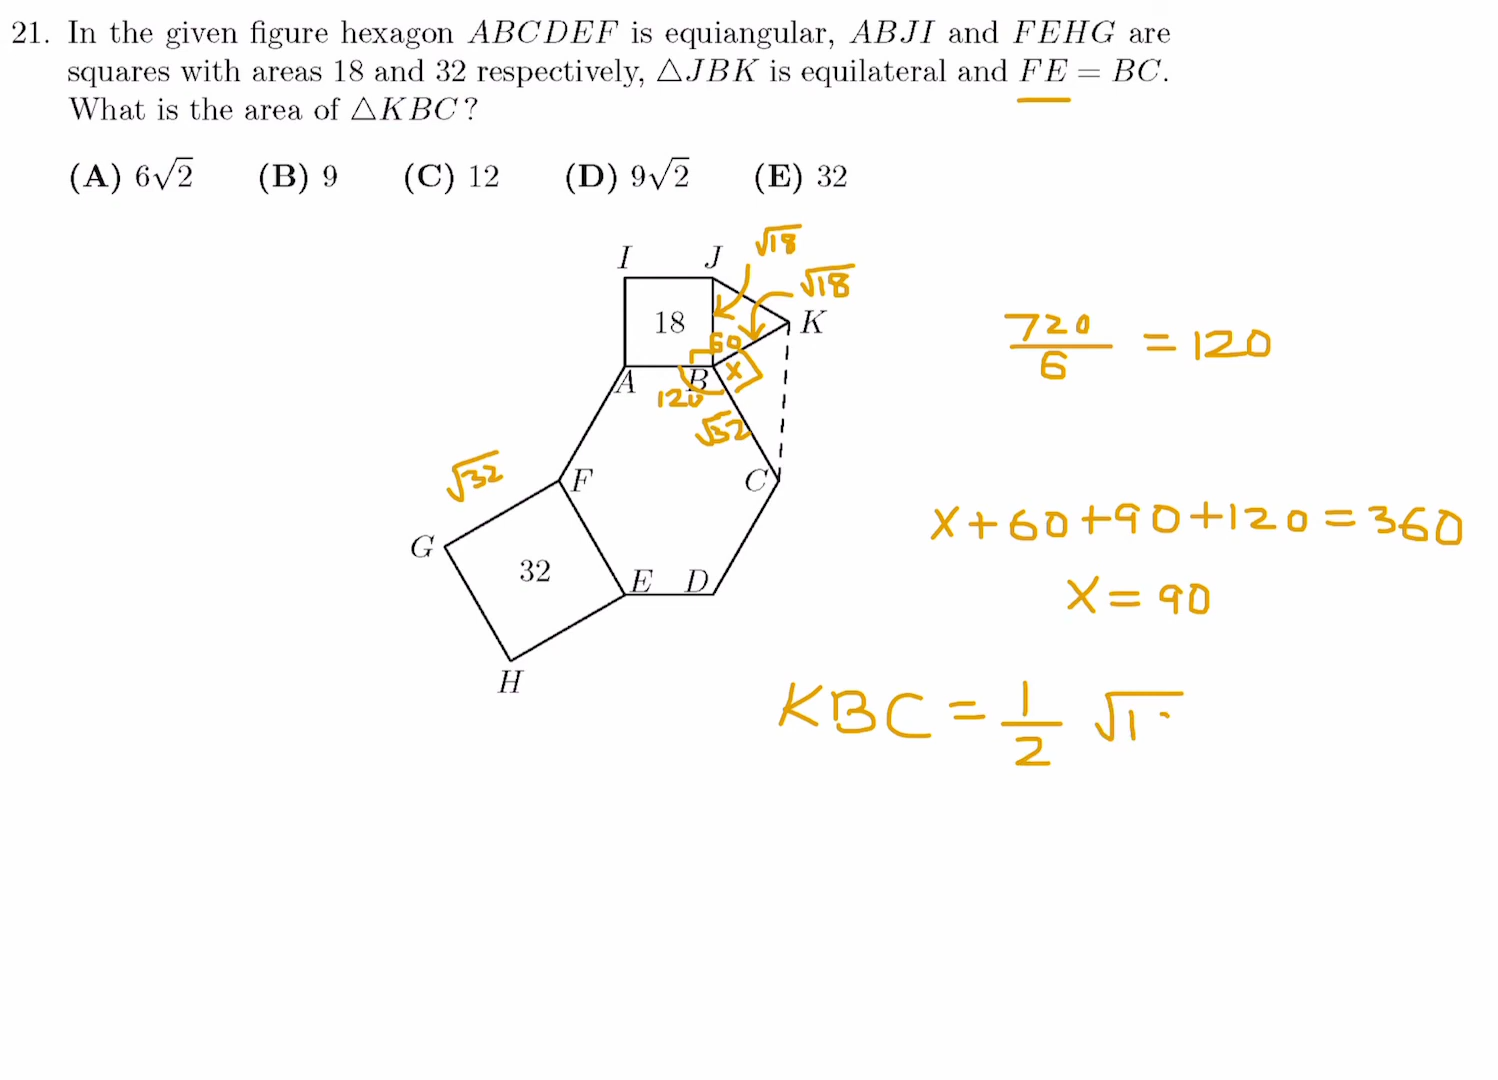 21. In the given figure hexagon ABCDEF is equiangular, ABJI and FEHG are
squares with areas 18 and 32 respectively, △JBK is equilateral and FE = BC.
What is the area of △KBC?
(A) 6√2 (B) 9 (C) 12 (D) 9√2 (E) 32
√18
I J
√18
18 K
60
A B x
120
√32
720/6 = 120
√32
F C
G
32
x+60+90+120=360
E D
x=90
H
KBC = 1/2 √1